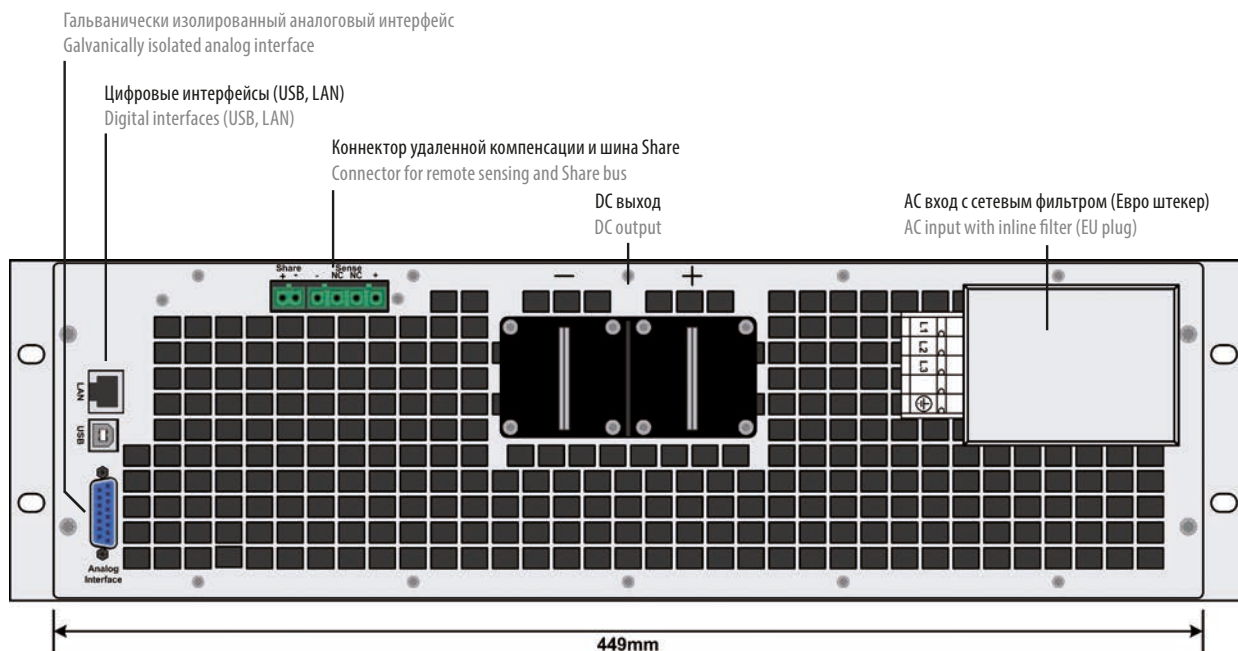 Гальванически изолированный аналоговый интерфейс
Galvanically isolated analog interface
Цифровые интерфейсы (USB, LAN)
Digital interfaces (USB, LAN)
Коннектор удаленной компенсации и шина Share
Connector for remote sensing and Share bus
DC выход
DC output
AC вход с сетевым фильтром (Евро штекер)
AC input with inline filter (EU plug)
Share Sense
+ - - NC NC +
− +
L1
L2
L3
LAN
USB
Analog
Interface
449mm